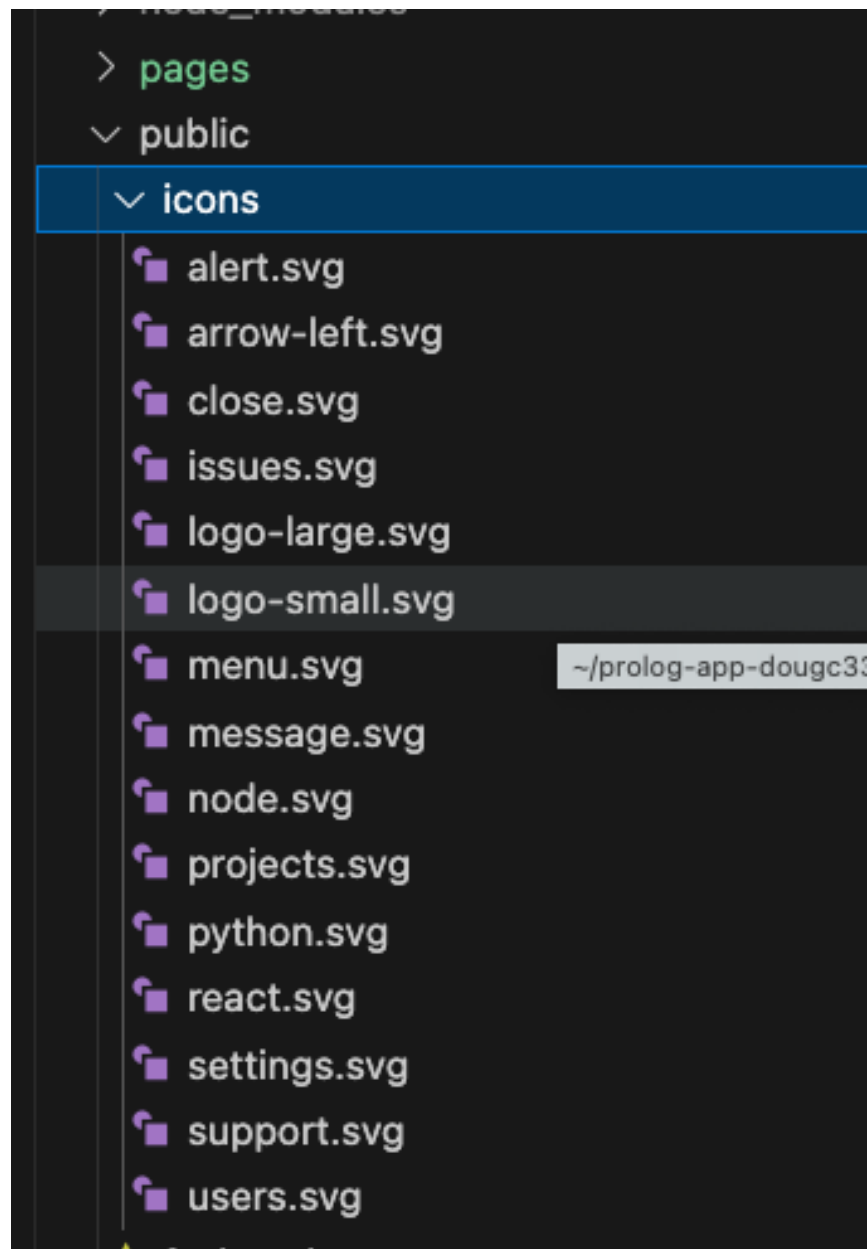 pages
public
icons
alert.svg
arrow-left.svg
close.svg
issues.svg
logo-large.svg
logo-small.svg
menu.svg
~/prolog-app-dougc33
message.svg
node.svg
projects.svg
python.svg
react.svg
settings.svg
support.svg
users.svg